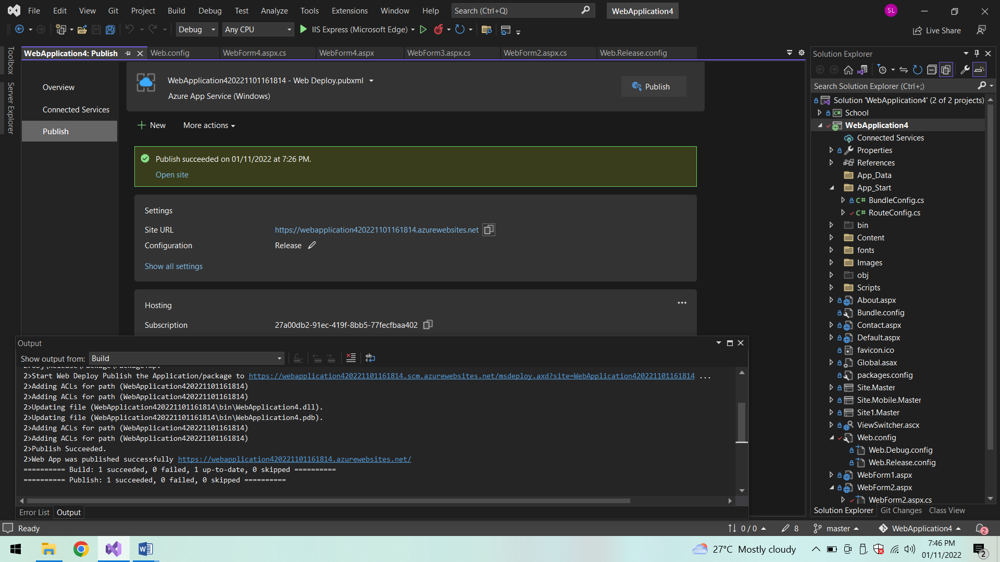 File Edit View Git Project Build Debug Test Analyze Tools Extensions Window Help Search (Ctrl+Q) WebApplication4 SL
Debug Any CPU IIS Express (Microsoft Edge) Live Share
Toolbox
Server Explorer
WebApplication4: Publish Web.config WebForm4.aspx.cs WebForm4.aspx WebForm3.aspx.cs WebForm2.aspx.cs Web.Release.config
Overview
Connected Services
Publish
WebApplication420221101161814 - Web Deploy.pubxml
Azure App Service (Windows)
Publish
New More actions
Publish succeeded on 01/11/2022 at 7:26 PM.
Open site
Settings
Site URL https://webapplication420221101161814.azurewebsites.net
Configuration Release
Show all settings
Hosting
Subscription 27a00db2-91ec-419f-8bb5-77fecfbaa402
Output
Show output from: Build
2>obj\Release\Package\PackageTmp.
2>Start Web Deploy Publish the Application/package to https://webapplication420221101161814.scm.azurewebsites.net/msdeploy.axd?site=WebApplication420221101161814 ...
2>Adding ACLs for path (WebApplication420221101161814)
2>Adding ACLs for path (WebApplication420221101161814)
2>Updating file (WebApplication420221101161814\bin\WebApplication4.dll).
2>Updating file (WebApplication420221101161814\bin\WebApplication4.pdb).
2>Adding ACLs for path (WebApplication420221101161814)
2>Adding ACLs for path (WebApplication420221101161814)
2>Publish Succeeded.
2>Web App was published successfully https://webapplication420221101161814.azurewebsites.net/
========== Build: 1 succeeded, 0 failed, 1 up-to-date, 0 skipped ==========
========== Publish: 1 succeeded, 0 failed, 0 skipped ==========
Error List Output
Solution Explorer
Search Solution Explorer (Ctrl+;)
Solution 'WebApplication4' (2 of 2 projects)
C# School
WebApplication4
Connected Services
Properties
References
App_Data
App_Start
C# BundleConfig.cs
C# RouteConfig.cs
bin
Content
fonts
Images
obj
Scripts
About.aspx
Bundle.config
Contact.aspx
Default.aspx
favicon.ico
Global.asax
packages.config
Site.Master
Site.Mobile.Master
Site1.Master
ViewSwitcher.ascx
Web.config
Web.Debug.config
Web.Release.config
WebForm1.aspx
WebForm2.aspx
WebForm2.aspx.cs
Solution Explorer Git Changes Class View
Ready 0 / 0 8 master WebApplication4 2
27°C Mostly cloudy 7:46 PM
01/11/2022 2